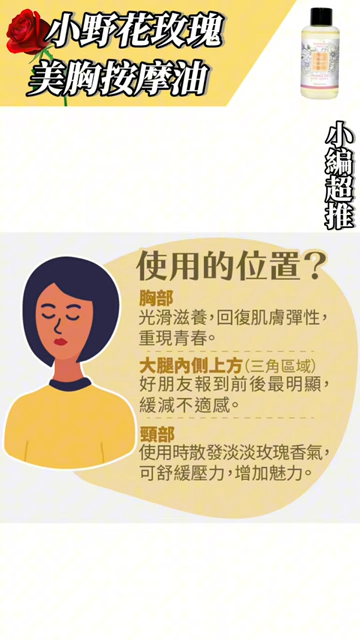 小野花玫瑰
美胸按摩油
小編超推
使用的位置？
胸部
光滑滋養，回復肌膚彈性，
重現青春。
大腿內側上方（三角區域）
好朋友報到前後最明顯，
緩減不適感。
頸部
使用時散發淡淡玫瑰香氣，
可舒緩壓力，增加魅力。